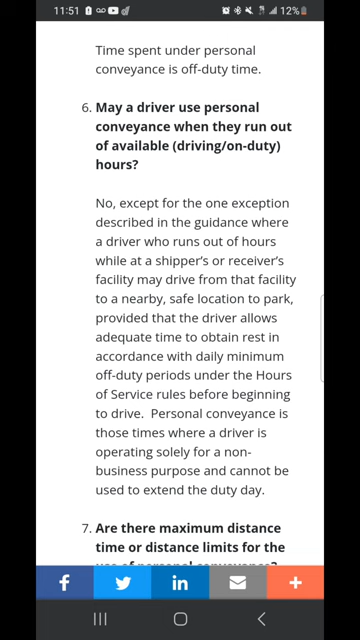 11:51
12%
Time spent under personal
conveyance is off-duty time.
6. May a driver use personal
conveyance when they run out
of available (driving/on-duty)
hours?
No, except for the one exception
described in the guidance where
a driver who runs out of hours
while at a shipper's or receiver's
facility may drive from that facility
to a nearby, safe location to park,
provided that the driver allows
adequate time to obtain rest in
accordance with daily minimum
off-duty periods under the Hours
of Service rules before beginning
to drive. Personal conveyance is
those times where a driver is
operating solely for a non-
business purpose and cannot be
used to extend the duty day.
7. Are there maximum distance
time or distance limits for the
use of personal conveyance?